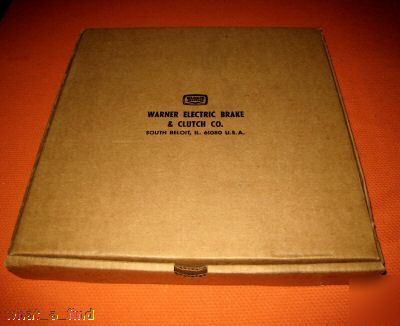 WARNER ELECTRIC BRAKE
& CLUTCH CO.
SOUTH BELOIT, IL. 61080 U.S.A.
what_a_find